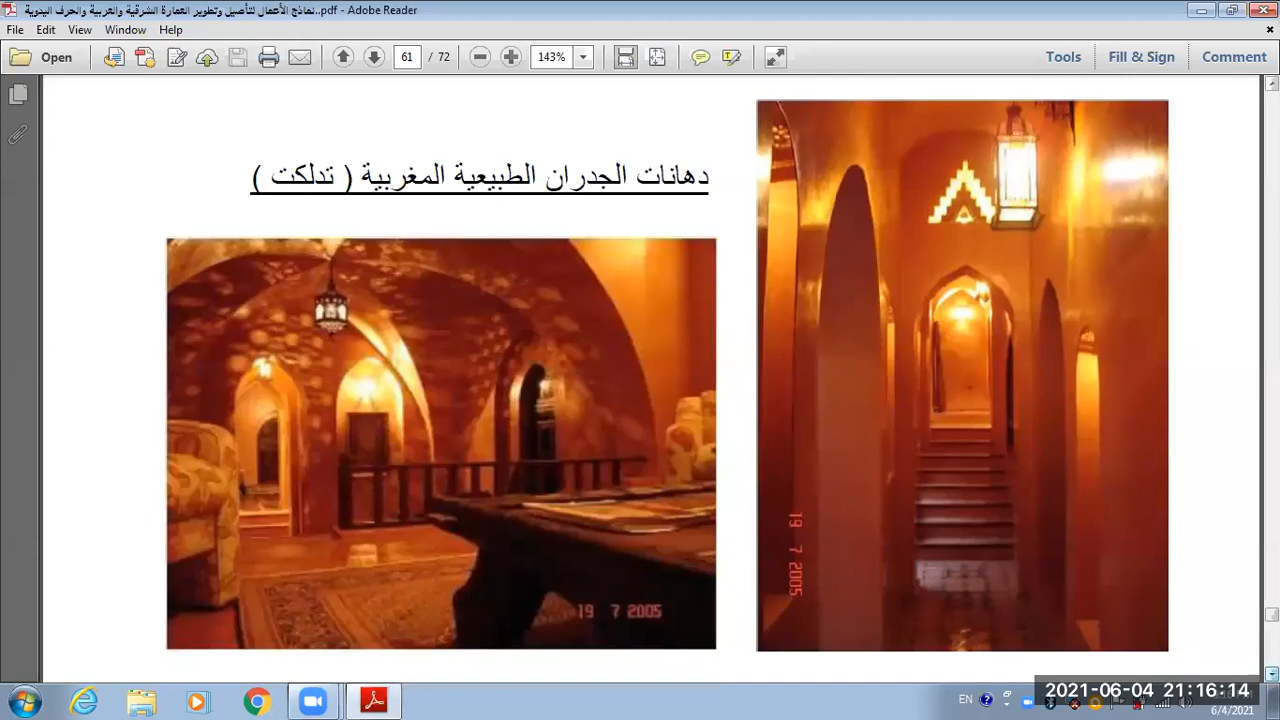 نماذج الأعمال لتأصيل وتطوير العمارة الشرقية والعربية والحرف اليدوية..pdf - Adobe Reader
File Edit View Window Help
Open 61 / 72 143% Tools Fill & Sign Comment
دهانات الجدران الطبيعية المغربية ( تدلكت )
19 7 2005
19 7 2005
EN
2021-06-04 21:16:14
6/4/2021